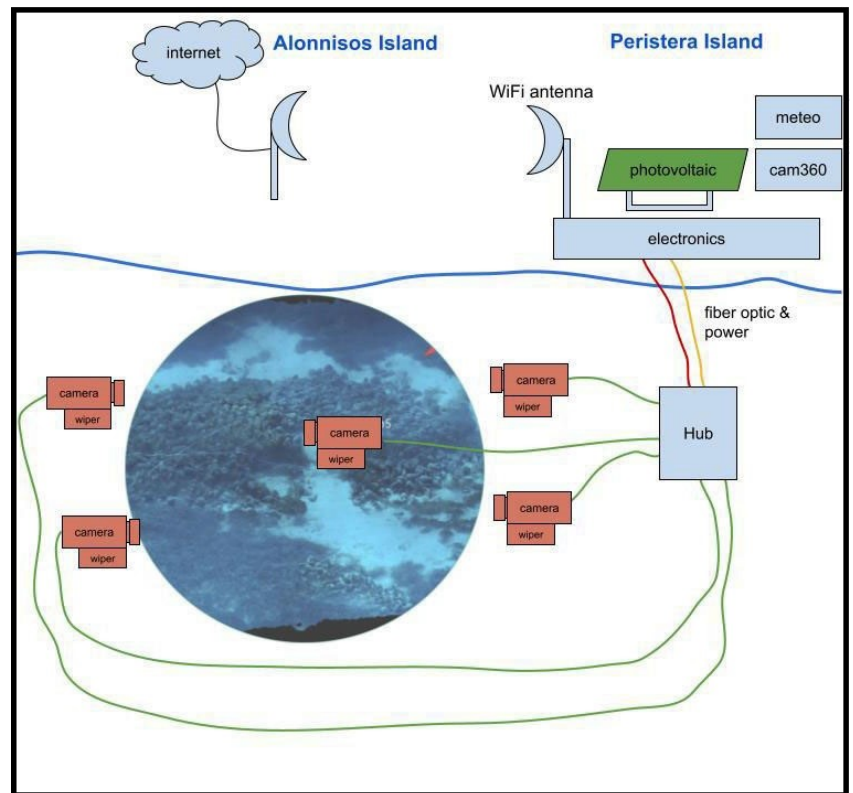 internet
Alonnisos Island
Peristera Island
WiFi antenna
meteo
photovoltaic
cam360
electronics
fiber optic &
power
camera
wiper
camera
wiper
camera
wiper
Hub
camera
wiper
camera
wiper